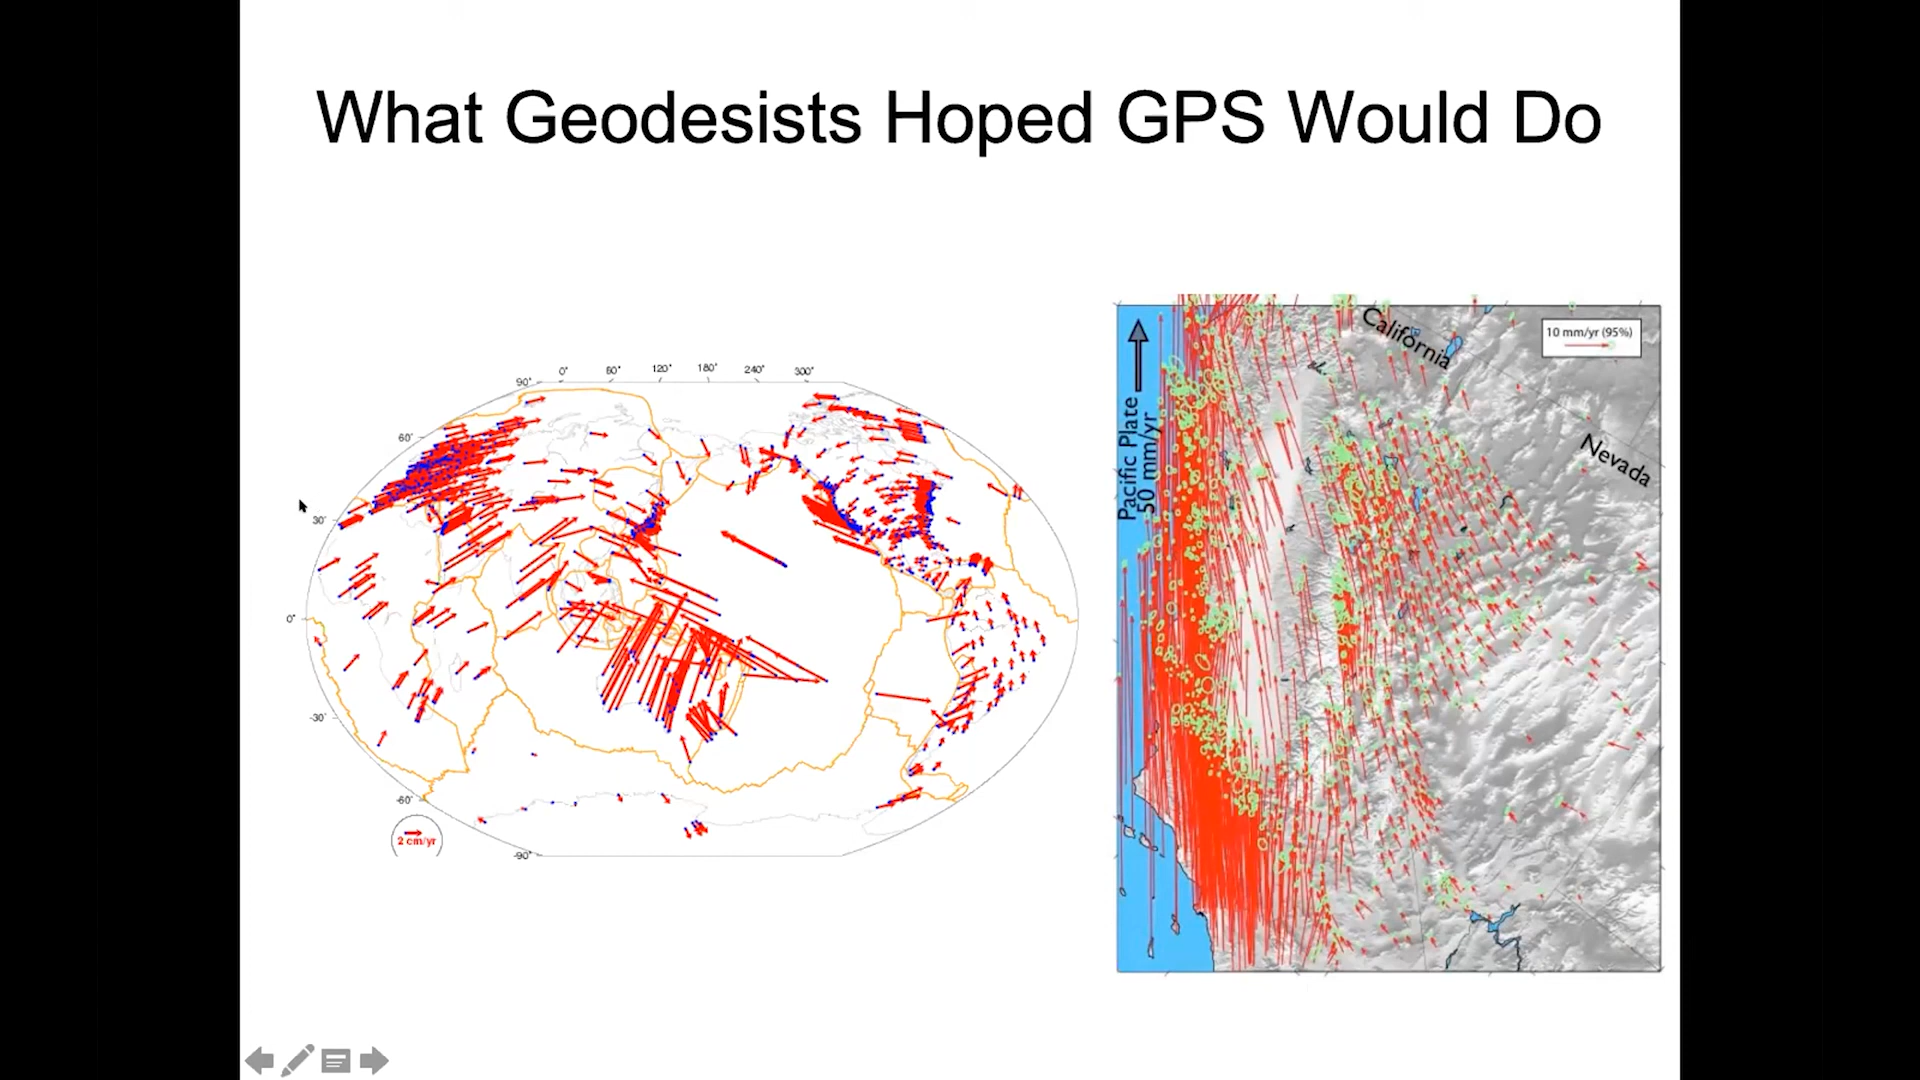 What Geodesists Hoped GPS Would Do
0°
60°
120°
180°
240°
300°
90°
60°
30°
0°
-30°
-60°
-90°
2 cm/yr
California
10 mm/yr (95%)
Nevada
Pacific Plate
50 mm/yr